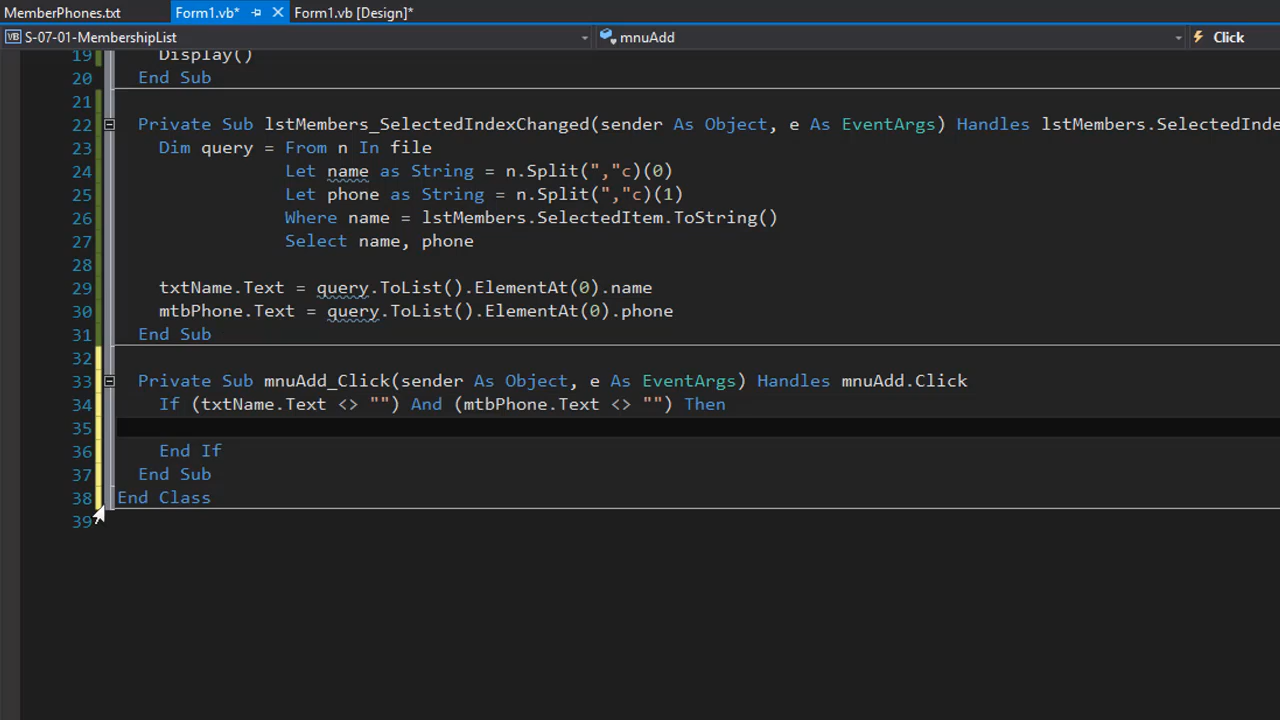 MemberPhones.txt Form1.vb* Form1.vb [Design]*
VB S-07-01-MembershipList mnuAdd Click
19 Display()
20 End Sub
21
22 Private Sub lstMembers_SelectedIndexChanged(sender As Object, e As EventArgs) Handles lstMembers.SelectedInde
23 Dim query = From n In file
24 Let name as String = n.Split(","c)(0)
25 Let phone as String = n.Split(","c)(1)
26 Where name = lstMembers.SelectedItem.ToString()
27 Select name, phone
28
29 txtName.Text = query.ToList().ElementAt(0).name
30 mtbPhone.Text = query.ToList().ElementAt(0).phone
31 End Sub
32
33 Private Sub mnuAdd_Click(sender As Object, e As EventArgs) Handles mnuAdd.Click
34 If (txtName.Text <> "") And (mtbPhone.Text <> "") Then
35
36 End If
37 End Sub
38 End Class
39